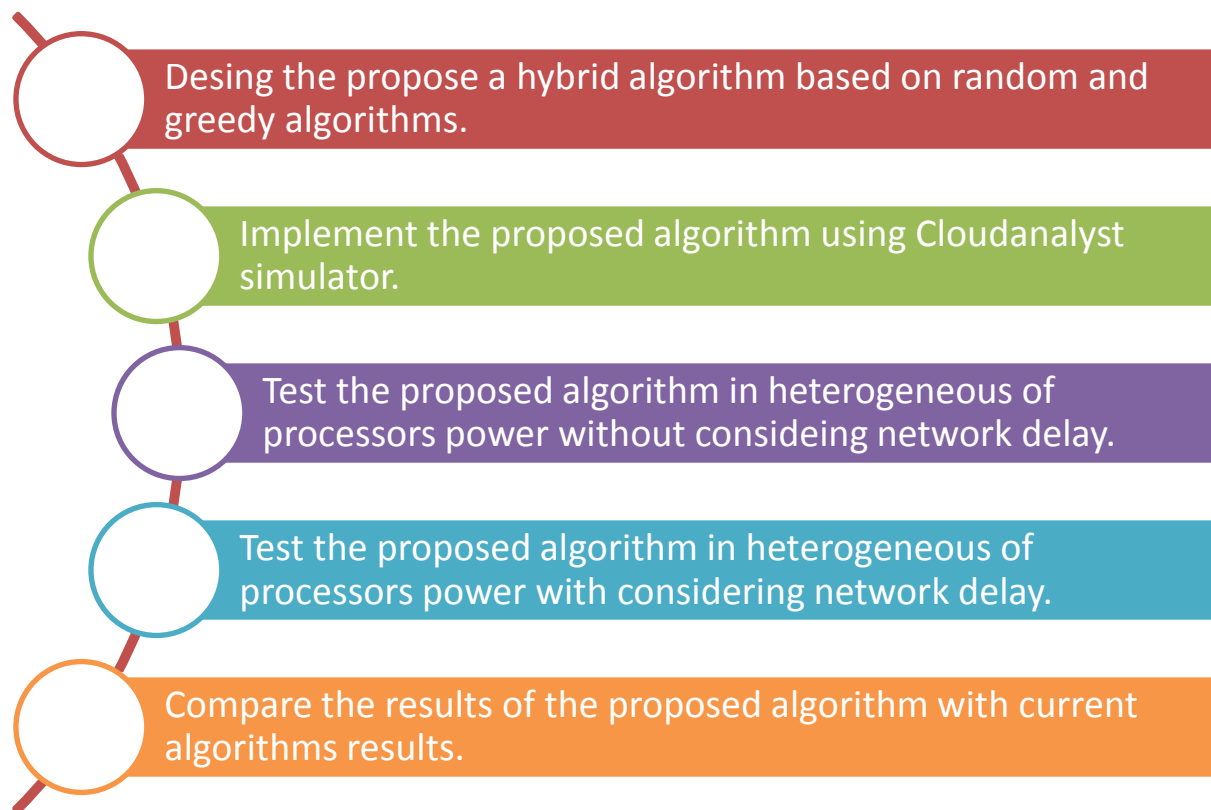 Desing the propose a hybrid algorithm based on random and
greedy algorithms.
Implement the proposed algorithm using Cloudanalyst
simulator.
Test the proposed algorithm in heterogeneous of
processors power without consideing network delay.
Test the proposed algorithm in heterogeneous of
processors power with considering network delay.
Compare the results of the proposed algorithm with current
algorithms results.